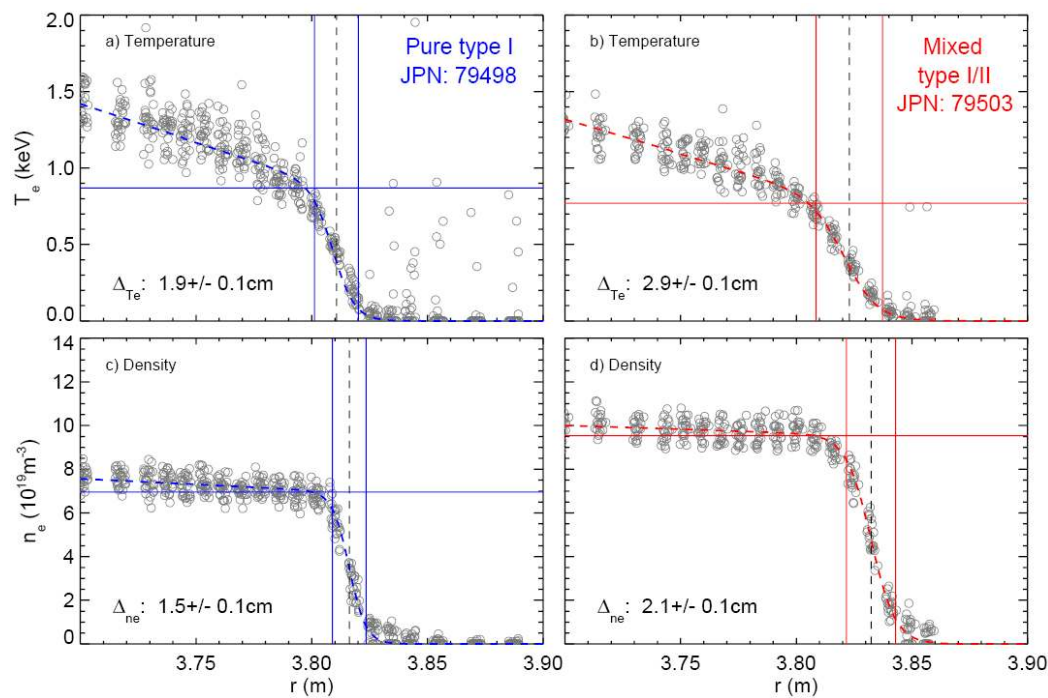 2.0
1.5
1.0
0.5
0.0
T_e (keV)
a) Temperature
Pure type I
JPN: 79498
Δ_Te: 1.9+/- 0.1cm
b) Temperature
Mixed
type I/II
JPN: 79503
Δ_Te: 2.9+/- 0.1cm
14
12
10
8
6
4
2
0
n_e (10^19m^-3)
c) Density
Δ_ne: 1.5+/- 0.1cm
d) Density
Δ_ne: 2.1+/- 0.1cm
3.75 3.80 3.85 3.90
r (m)
3.75 3.80 3.85 3.90
r (m)